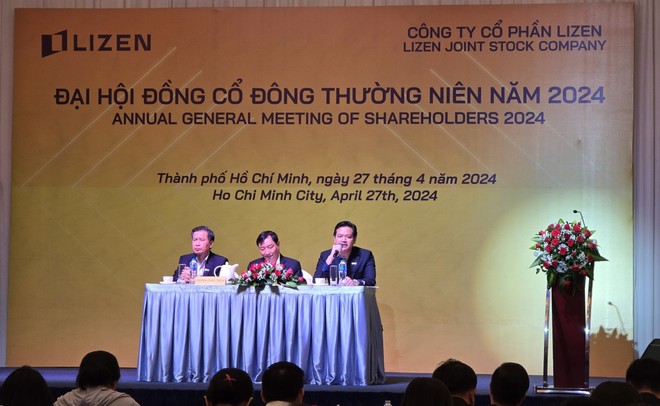 LIZEN
CÔNG TY CỔ PHẦN LIZEN
LIZEN JOINT STOCK COMPANY
ĐẠI HỘI ĐỒNG CỔ ĐÔNG THƯỜNG NIÊN NĂM 2024
ANNUAL GENERAL MEETING OF SHAREHOLDERS 2024
Thành phố Hồ Chí Minh, ngày 27 tháng 4 năm 2024
Ho Chi Minh City, April 27th, 2024